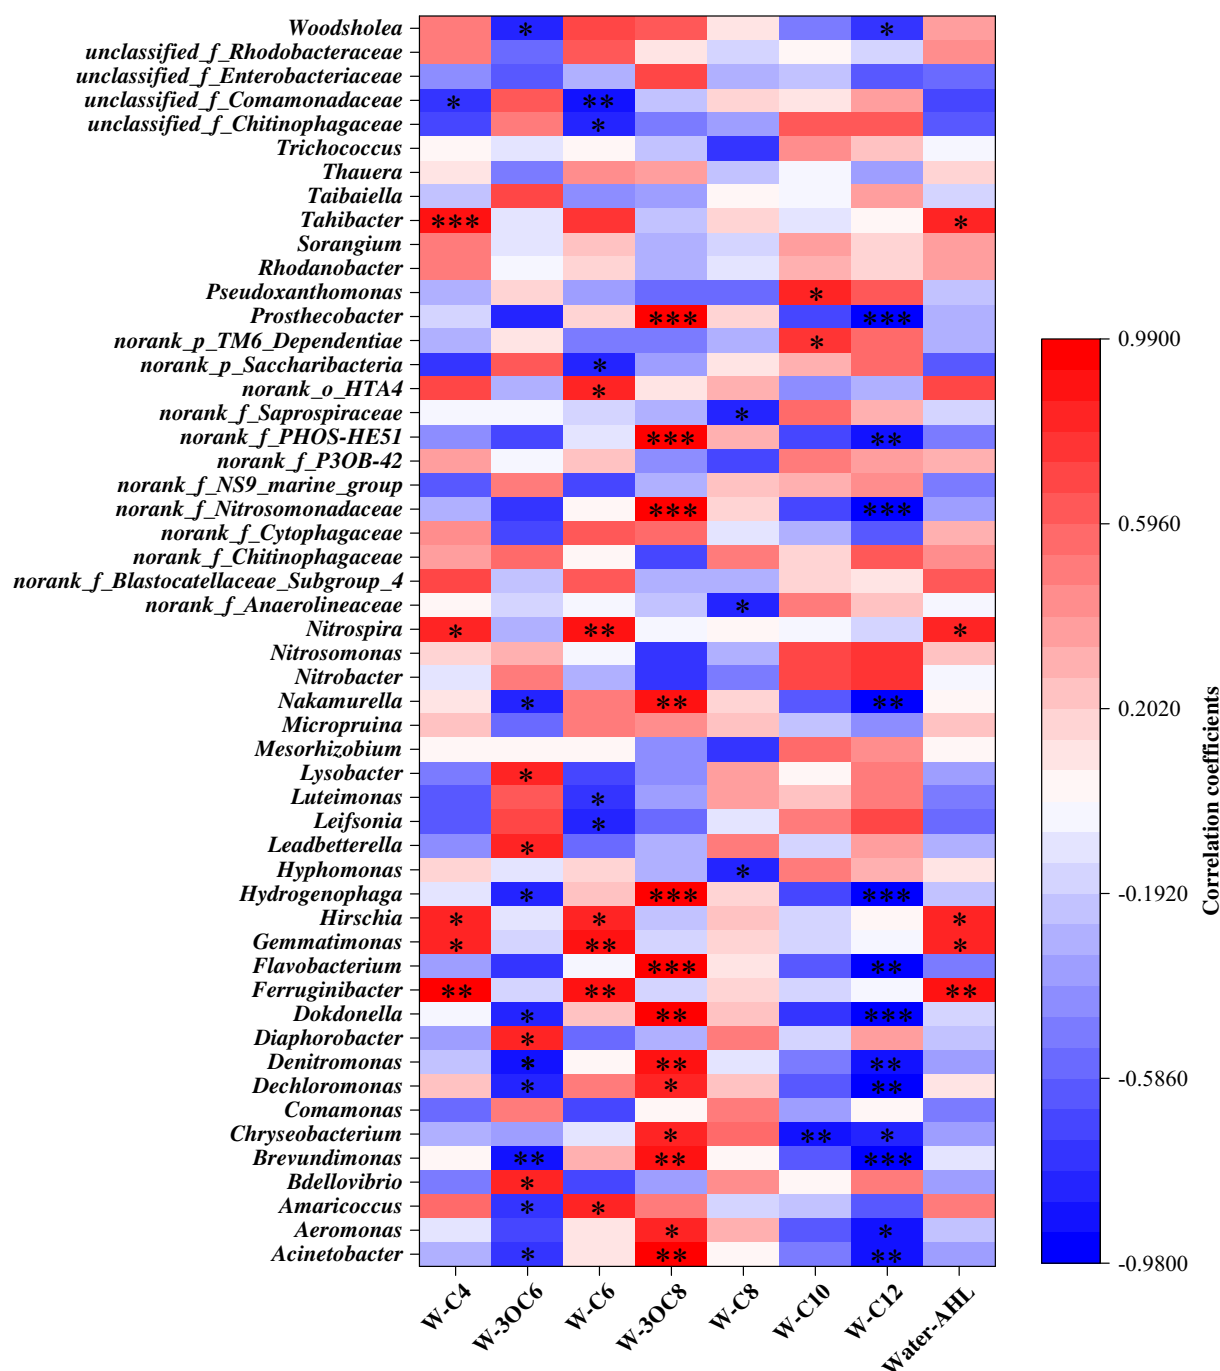 Woodsholea * *
unclassified_f_Rhodobacteraceae
unclassified_f_Enterobacteriaceae
unclassified_f_Comamonadaceae * **
unclassified_f_Chitinophagaceae *
Trichococcus
Thauera
Taibaiella
Tahibacter *** *
Sorangium
Rhodanobacter
Pseudoxanthomonas *
Prosthecobacter *** ***
norank_p_TM6_Dependentiae *
norank_p_Saccharibacteria *
norank_o_HTA4 *
norank_f_Saprospiraceae *
norank_f_PHOS-HE51 *** **
norank_f_P3OB-42
norank_f_NS9_marine_group
norank_f_Nitrosomonadaceae *** ***
norank_f_Cytophagaceae
norank_f_Chitinophagaceae
norank_f_Blastocatellaceae_Subgroup_4
norank_f_Anaerolineaceae *
Nitrospira * ** *
Nitrosomonas
Nitrobacter
Nakamurella * ** **
Micropruina
Mesorhizobium
Lysobacter *
Luteimonas *
Leifsonia *
Leadbetterella *
Hyphomonas *
Hydrogenophaga * *** ***
Hirschia * * *
Gemmatimonas * ** *
Flavobacterium *** **
Ferruginibacter ** ** **
Dokdonella * ** ***
Diaphorobacter *
Denitromonas * ** **
Dechloromonas * * **
Comamonas
Chryseobacterium * ** *
Brevundimonas ** ** ***
Bdellovibrio *
Amaricoccus * *
Aeromonas * *
Acinetobacter * ** **
W-C4
W-3OC6
W-C6
W-3OC8
W-C8
W-C10
W-C12
Water-AHL
0.9900
0.5960
0.2020
-0.1920
-0.5860
-0.9800
Correlation coefficients